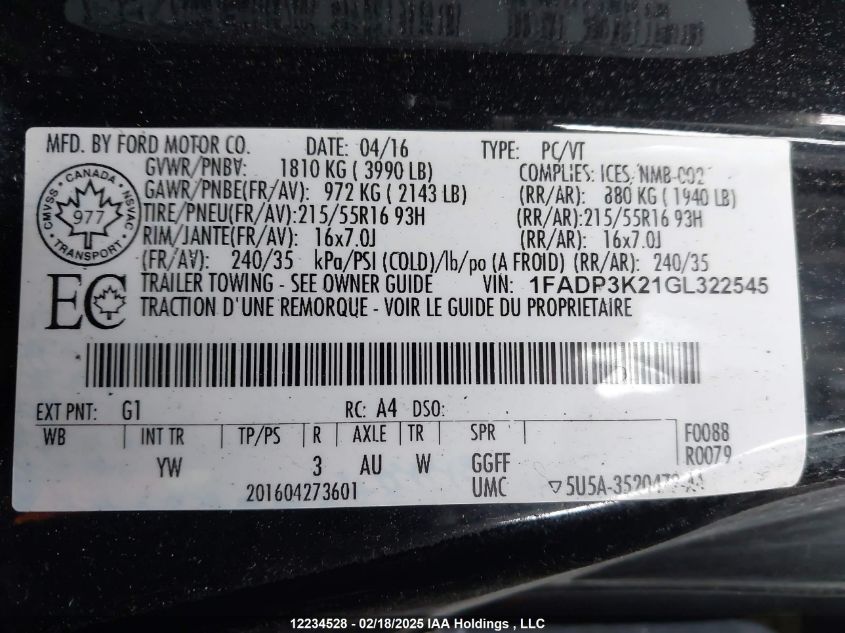 MFD. BY FORD MOTOR CO. DATE: 04/16 TYPE: PC/VT
GVWR/PNBV: 1810 KG ( 3990 LB) COMPLIES: ICES, NMB-002
GAWR/PNBE(FR/AV): 972 KG ( 2143 LB) (RR/AR): 880 KG ( 1940 LB)
TIRE/PNEU(FR/AV):215/55R16 93H (RR/AR):215/55R16 93H
RIM/JANTE(FR/AV): 16x7.0J (RR/AR): 16x7.0J
(FR/AV): 240/35 kPa/PSI (COLD)/lb/po (A FROID) (RR/AR): 240/35
TRAILER TOWING - SEE OWNER GUIDE VIN: 1FADP3K21GL322545
TRACTION D'UNE REMORQUE - VOIR LE GUIDE DU PROPRIETAIRE
CMVSS · CANADA · NSVAC
977
TRANSPORT
EC
EXT PNT: G1 RC: A4 DSO:
WB INT TR TP/PS R AXLE TR SPR F0088
YW 3 AU W GGFF R0079
201604273601 UMC
12234528 - 02/18/2025 IAA Holdings , LLC